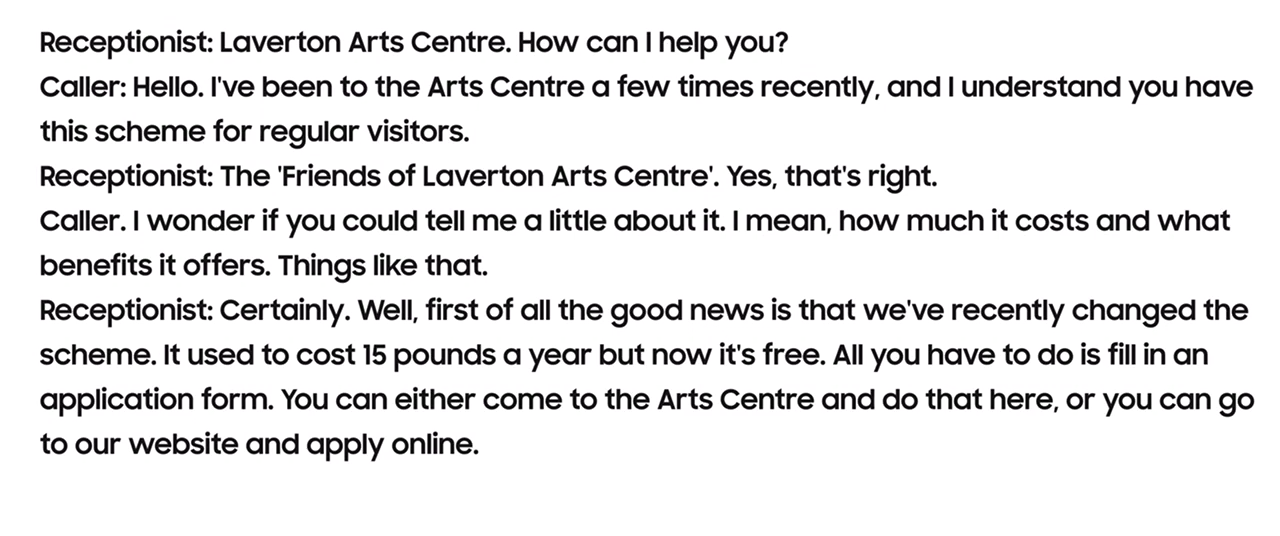 Receptionist: Laverton Arts Centre. How can I help you?
Caller: Hello. I've been to the Arts Centre a few times recently, and I understand you have
this scheme for regular visitors.
Receptionist: The 'Friends of Laverton Arts Centre'. Yes, that's right.
Caller. I wonder if you could tell me a little about it. I mean, how much it costs and what
benefits it offers. Things like that.
Receptionist: Certainly. Well, first of all the good news is that we've recently changed the
scheme. It used to cost 15 pounds a year but now it's free. All you have to do is fill in an
application form. You can either come to the Arts Centre and do that here, or you can go
to our website and apply online.